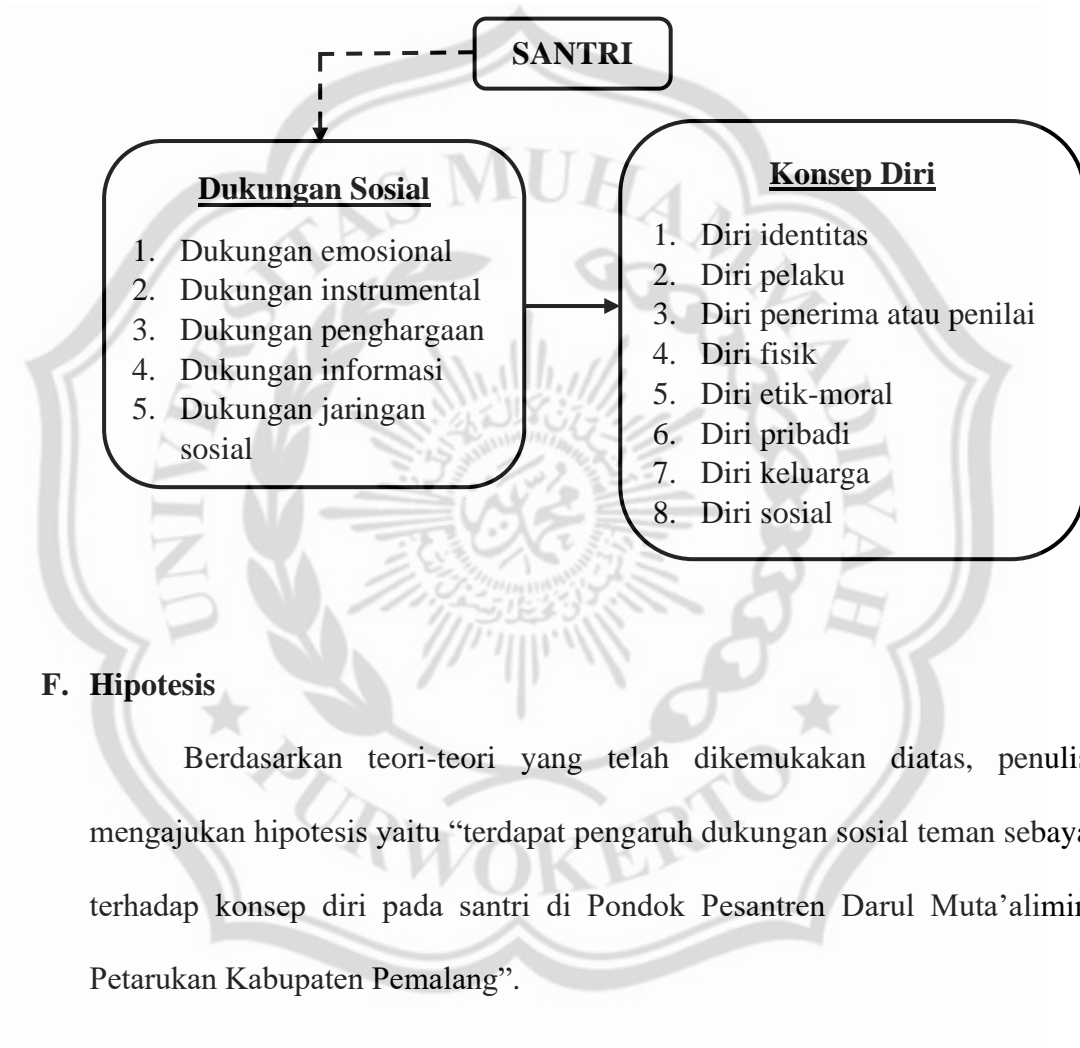 SANTRI
Dukungan Sosial
1. Dukungan emosional
2. Dukungan instrumental
3. Dukungan penghargaan
4. Dukungan informasi
5. Dukungan jaringan
sosial
Konsep Diri
1. Diri identitas
2. Diri pelaku
3. Diri penerima atau penilai
4. Diri fisik
5. Diri etik-moral
6. Diri pribadi
7. Diri keluarga
8. Diri sosial
F. Hipotesis
Berdasarkan teori-teori yang telah dikemukakan diatas, penulis
mengajukan hipotesis yaitu “terdapat pengaruh dukungan sosial teman sebaya
terhadap konsep diri pada santri di Pondok Pesantren Darul Muta’alimin
Petarukan Kabupaten Pemalang”.
UNIVERSITAS MUHAMMADIYAH
PURWOKERTO